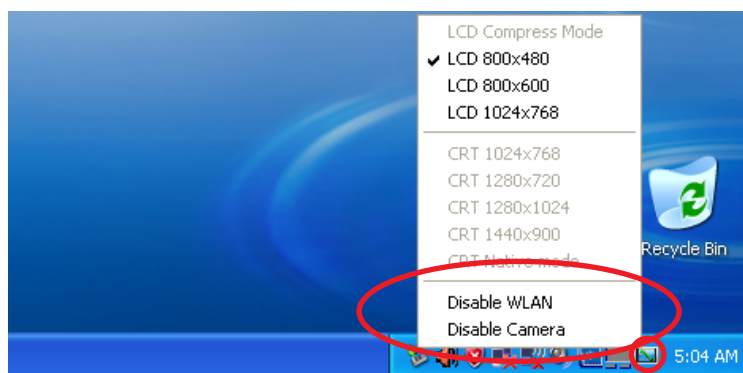 LCD Compress Mode
LCD 800x480
LCD 800x600
LCD 1024x768
CRT 1024x768
CRT 1280x720
CRT 1280x1024
CRT 1440x900
CRT Native mode
Recycle Bin
Disable WLAN
Disable Camera
5:04 AM